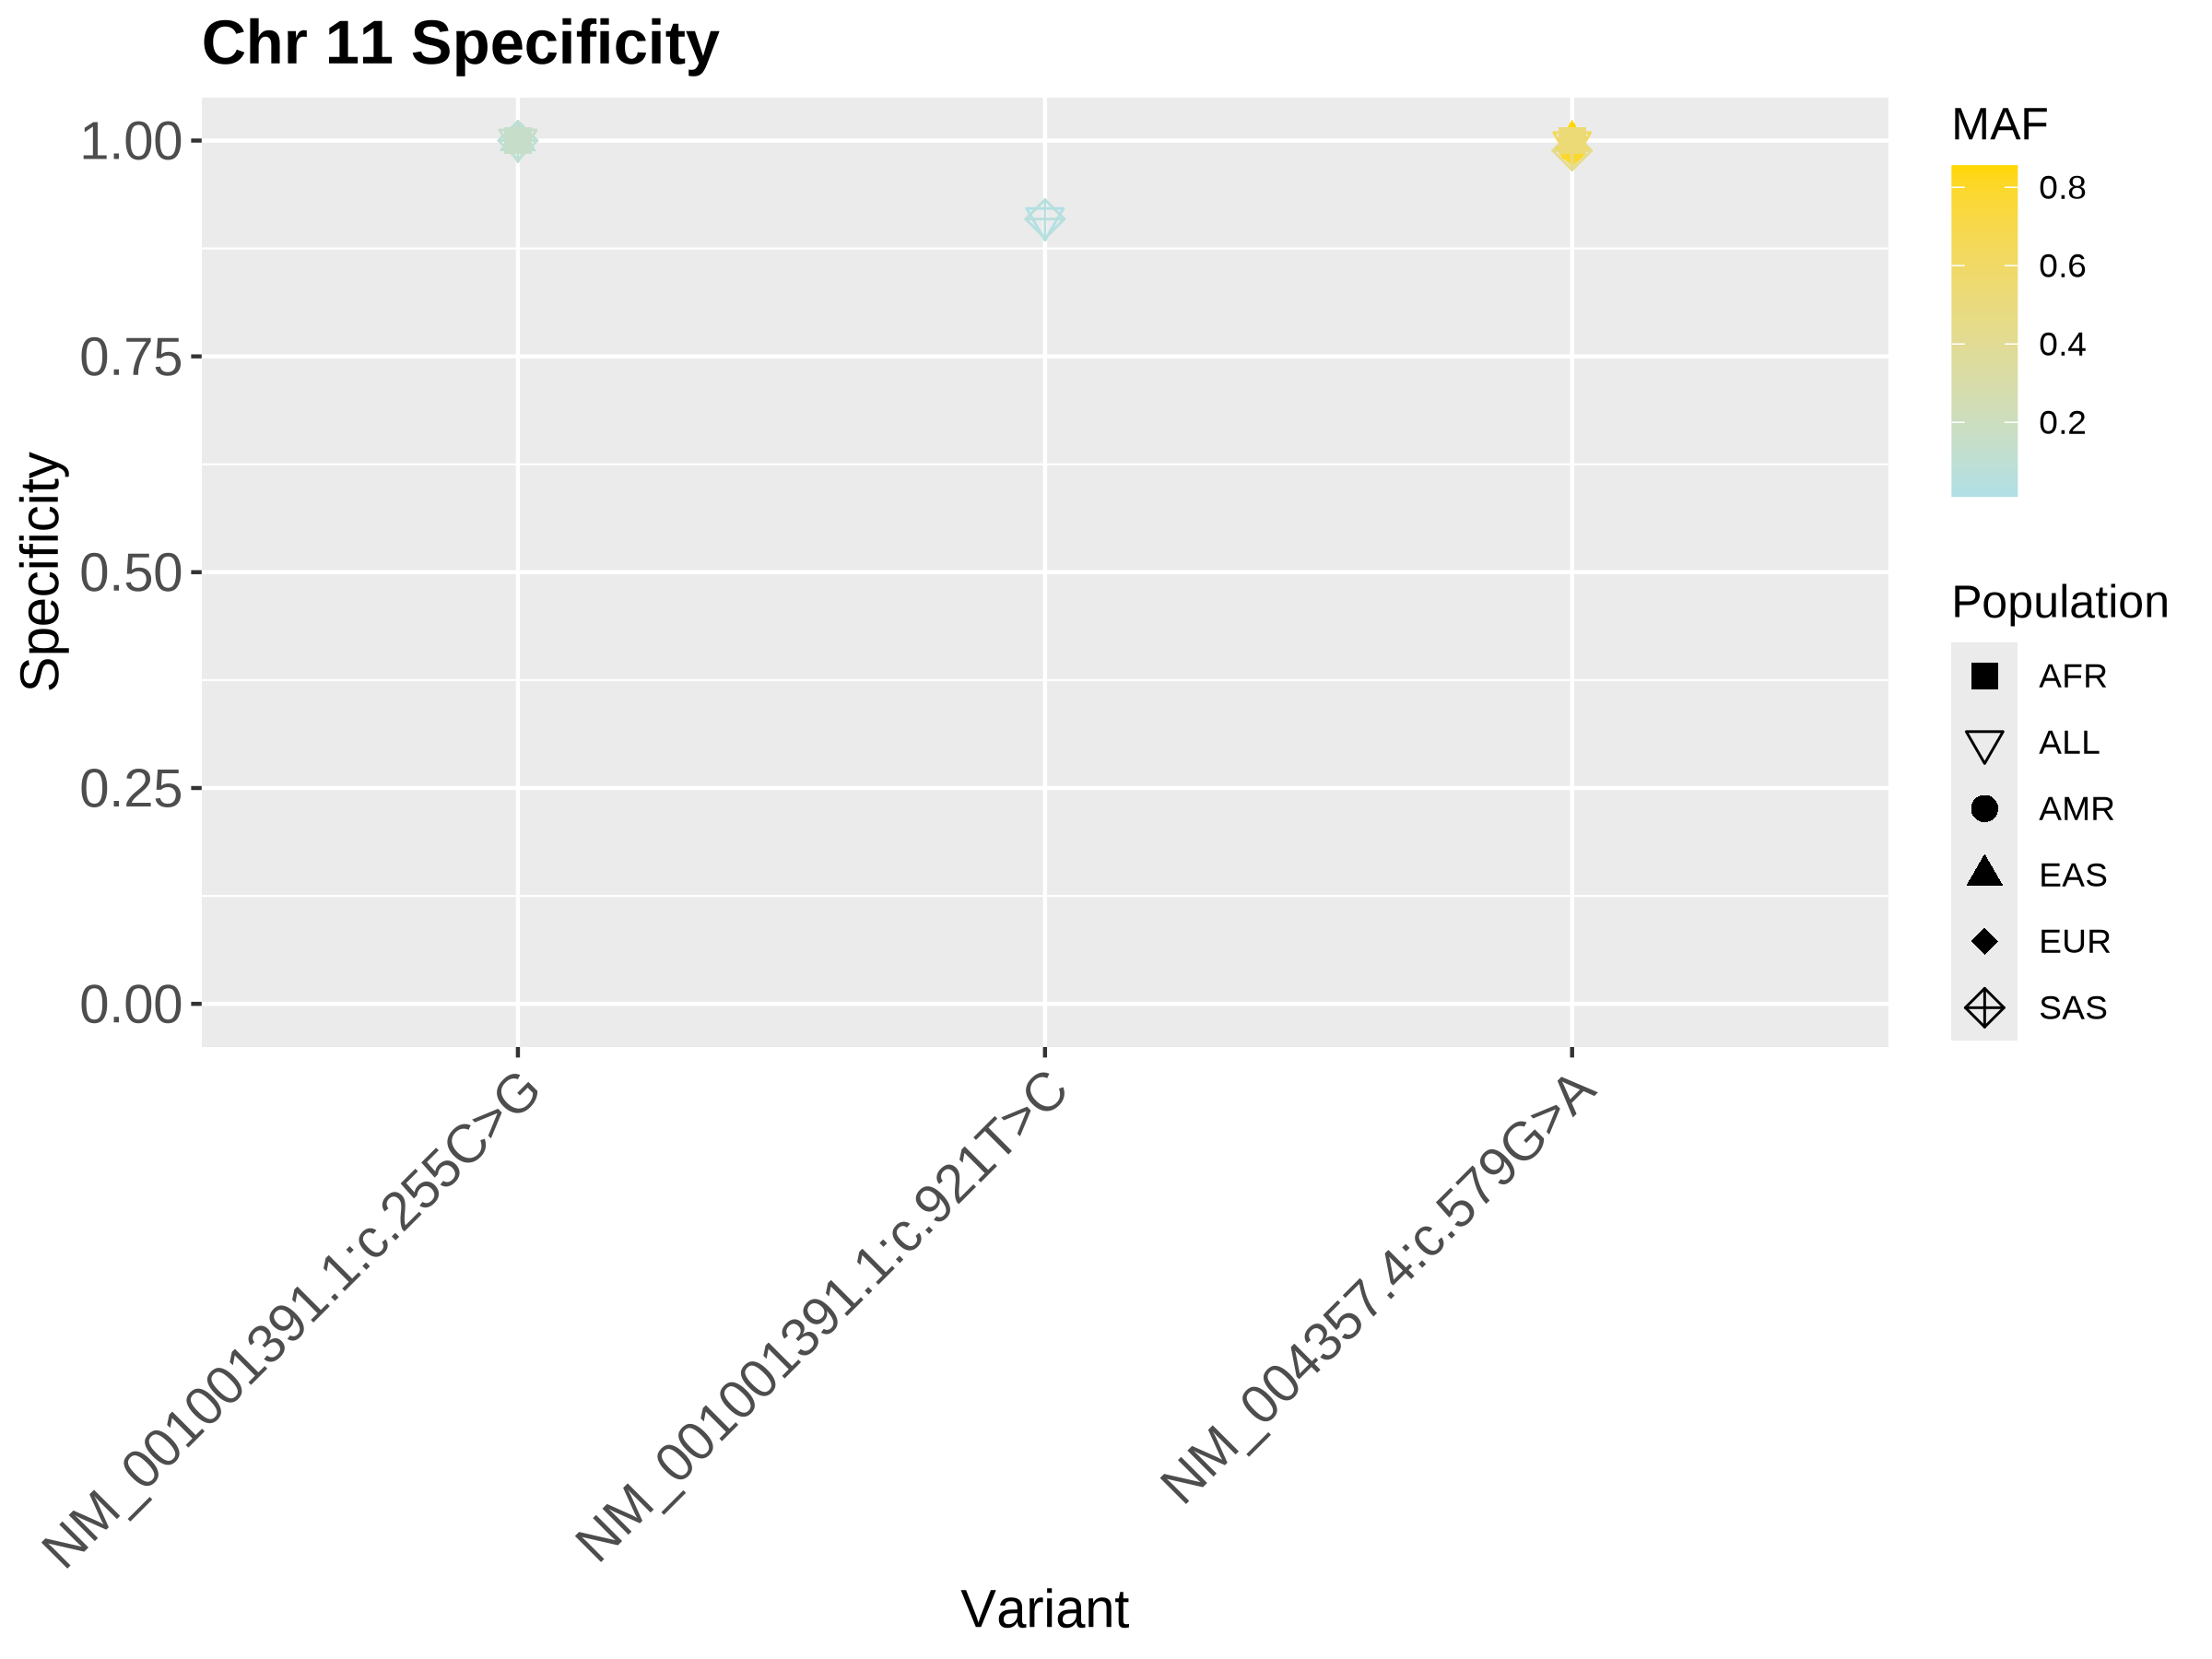 Chr 11 Specificity
Specificity
1.00
0.75
0.50
0.25
0.00
NM_001001391.1:c.255C>G
NM_001001391.1:c.921T>C
NM_004357.4:c.579G>A
Variant
MAF
0.8
0.6
0.4
0.2
Population
AFR
ALL
AMR
EAS
EUR
SAS